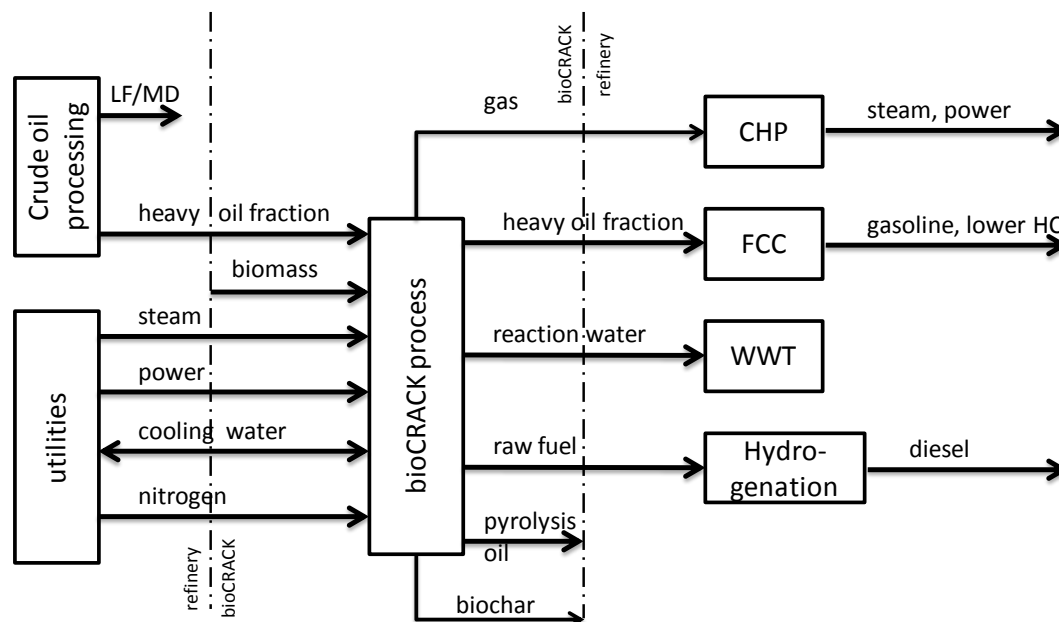 LF/MD
Crude oil
processing
heavy oil fraction
biomass
steam
power
cooling water
nitrogen
utilities
refinery
bioCRACK
bioCRACK process
gas
bioCRACK
refinery
heavy oil fraction
reaction water
raw fuel
pyrolysis
oil
biochar
CHP
steam, power
FCC
gasoline, lower HC
WWT
Hydro-
genation
diesel